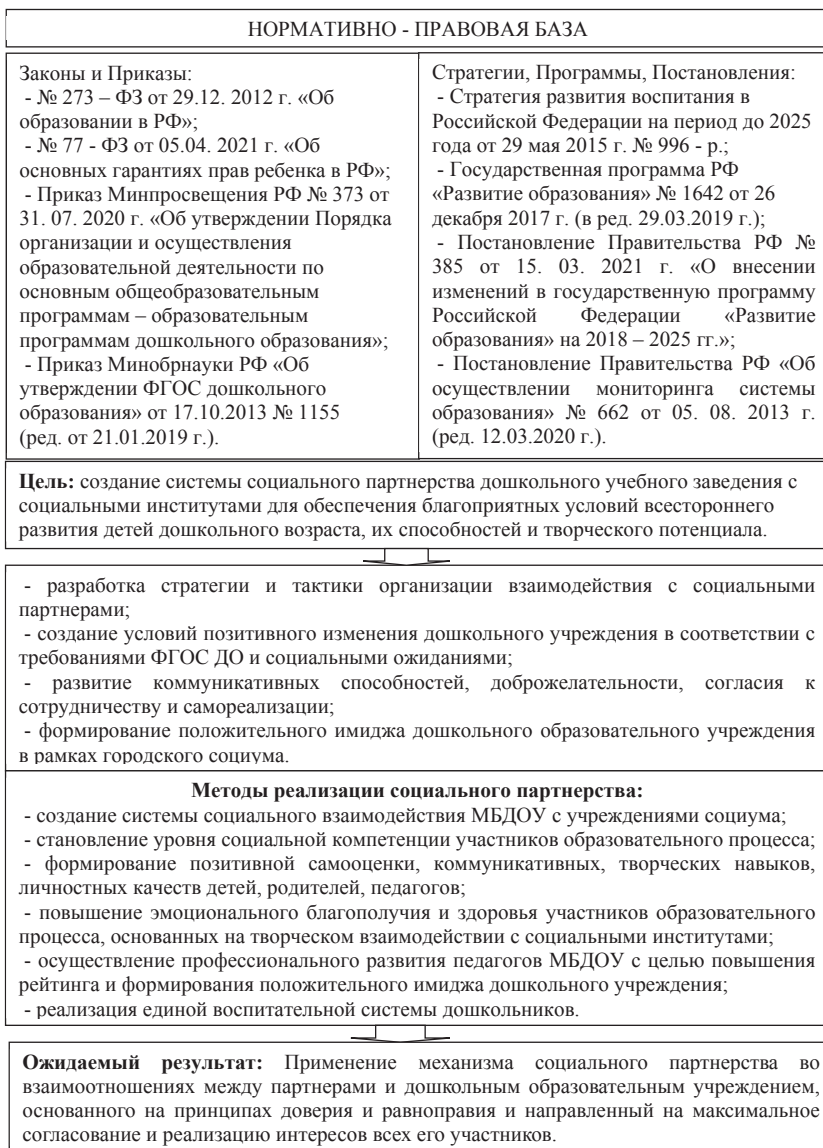 НОРМАТИВНО - ПРАВОВАЯ БАЗА
Законы и Приказы:
- № 273 – ФЗ от 29.12. 2012 г. «Об
образовании в РФ»;
- № 77 - ФЗ от 05.04. 2021 г. «Об
основных гарантиях прав ребенка в РФ»;
- Приказ Минпросвещения РФ № 373 от
31. 07. 2020 г. «Об утверждении Порядка
организации и осуществления
образовательной деятельности по
основным общеобразовательным
программам – образовательным
программам дошкольного образования»;
- Приказ Минобрнауки РФ «Об
утверждении ФГОС дошкольного
образования» от 17.10.2013 № 1155
(ред. от 21.01.2019 г.).
Стратегии, Программы, Постановления:
- Стратегия развития воспитания в
Российской Федерации на период до 2025
года от 29 мая 2015 г. № 996 - р.;
- Государственная программа РФ
«Развитие образования» № 1642 от 26
декабря 2017 г. (в ред. 29.03.2019 г.);
- Постановление Правительства РФ №
385 от 15. 03. 2021 г. «О внесении
изменений в государственную программу
Российской Федерации «Развитие
образования» на 2018 – 2025 гг.»;
- Постановление Правительства РФ «Об
осуществлении мониторинга системы
образования» № 662 от 05. 08. 2013 г.
(ред. 12.03.2020 г.).
Цель: создание системы социального партнерства дошкольного учебного заведения с
социальными институтами для обеспечения благоприятных условий всестороннего
развития детей дошкольного возраста, их способностей и творческого потенциала.
- разработка стратегии и тактики организации взаимодействия с социальными
партнерами;
- создание условий позитивного изменения дошкольного учреждения в соответствии с
требованиями ФГОС ДО и социальными ожиданиями;
- развитие коммуникативных способностей, доброжелательности, согласия к
сотрудничеству и самореализации;
- формирование положительного имиджа дошкольного образовательного учреждения
в рамках городского социума.
Методы реализации социального партнерства:
- создание системы социального взаимодействия МБДОУ с учреждениями социума;
- становление уровня социальной компетенции участников образовательного процесса;
- формирование позитивной самооценки, коммуникативных, творческих навыков,
личностных качеств детей, родителей, педагогов;
- повышение эмоционального благополучия и здоровья участников образовательного
процесса, основанных на творческом взаимодействии с социальными институтами;
- осуществление профессионального развития педагогов МБДОУ с целью повышения
рейтинга и формирования положительного имиджа дошкольного учреждения;
- реализация единой воспитательной системы дошкольников.
Ожидаемый результат: Применение механизма социального партнерства во
взаимоотношениях между партнерами и дошкольным образовательным учреждением,
основанного на принципах доверия и равноправия и направленный на максимальное
согласование и реализацию интересов всех его участников.